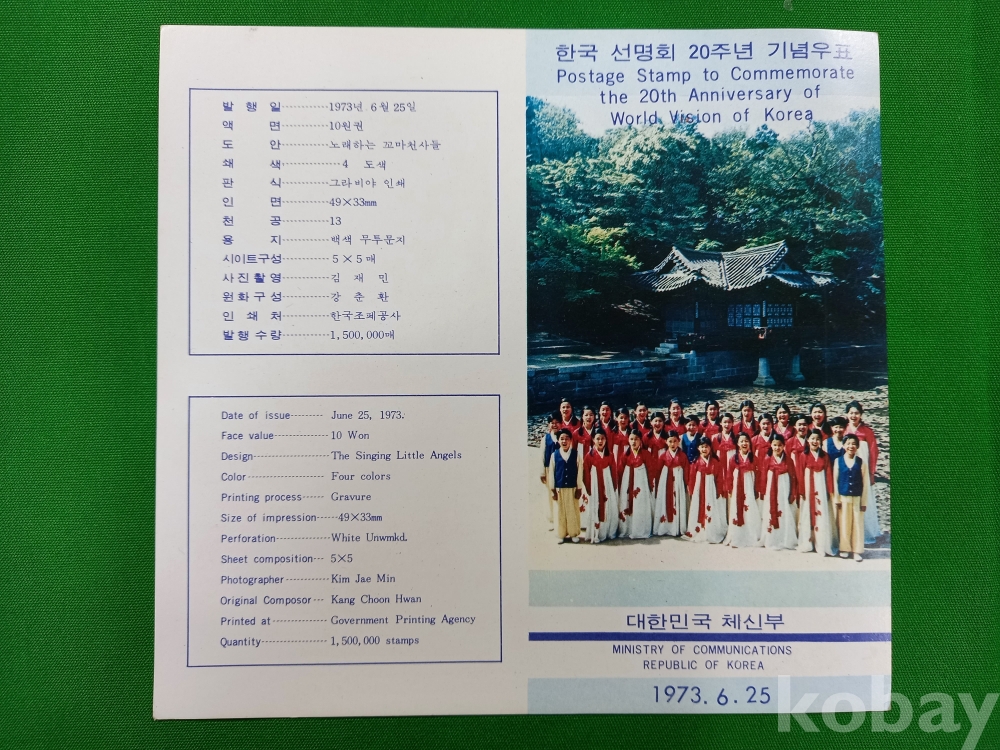 발 행 일 1973년 6월 25일
액 면 10원권
도 안 노래하는 꼬마천사들
쇄 색 4 도색
판 식 그라비야 인쇄
인 면 49×33mm
천 공 13
용 지 백색 무투문지
시이트구성 5×5매
사진촬영 김 재 민
원화구성 강 춘 환
인 쇄 처 한국조폐공사
발행수량 1,500,000매
Date of issue June 25, 1973.
Face value 10 Won
Design The Singing Little Angels
Color Four colors
Printing process Gravure
Size of impression 49×33mm
Perforation White Unwmkd.
Sheet composition 5×5
Photographer Kim Jae Min
Original Composor Kang Choon Hwan
Printed at Government Printing Agency
Quantity 1,500,000 stamps
한국 선명회 20주년 기념우표
Postage Stamp to Commemorate
the 20th Anniversary of
World Vision of Korea
대한민국 체신부
MINISTRY OF COMMUNICATIONS
REPUBLIC OF KOREA
1973.6.25
kobay